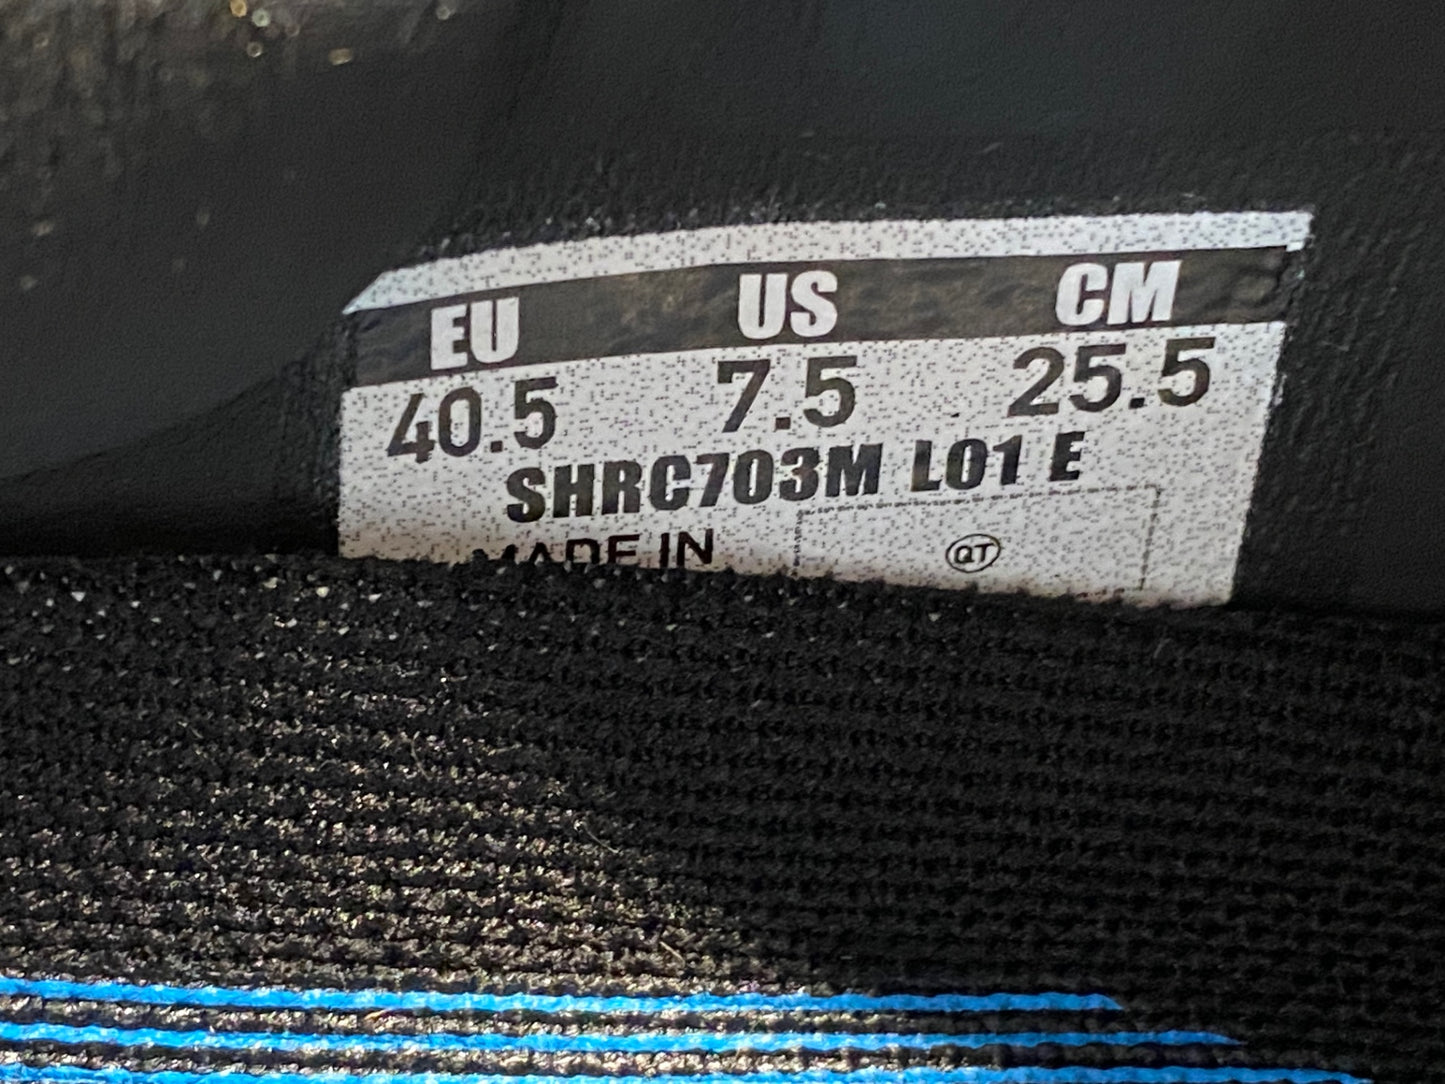 EU US CM
40.5 7.5 25.5
SHRC703M L01 E
MADE IN
QT